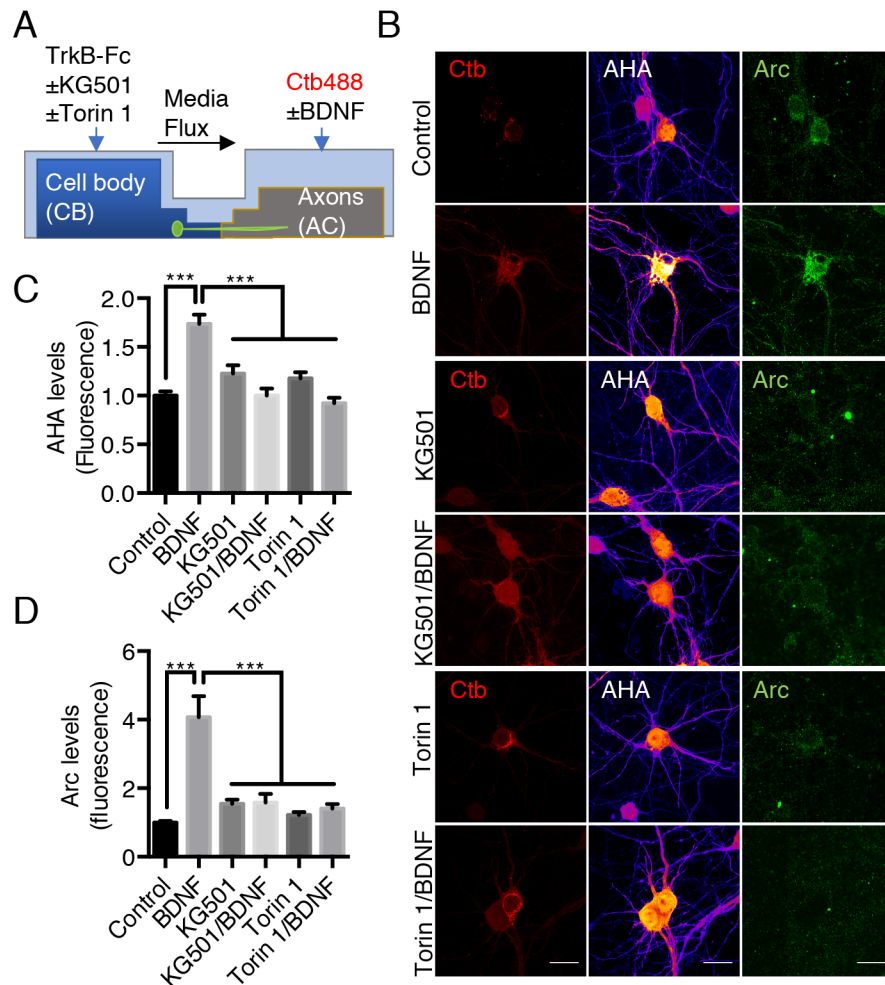 A
TrkB-Fc
±KG501
±Torin 1
Media
Flux
Ctb488
±BDNF
Cell body
(CB)
Axons
(AC)
B
Ctb
AHA
Arc
Control
BDNF
Ctb
AHA
Arc
KG501
KG501/BDNF
Ctb
AHA
Arc
Torin 1
Torin 1/BDNF
C
***
***
AHA levels
(Fluorescence)
2.0
1.5
1.0
0.5
0.0
Control
BDNF
KG501
KG501/BDNF
Torin 1
Torin 1/BDNF
D
***
***
Arc levels
(fluorescence)
6
4
2
0
Control
BDNF
KG501
KG501/BDNF
Torin 1
Torin 1/BDNF